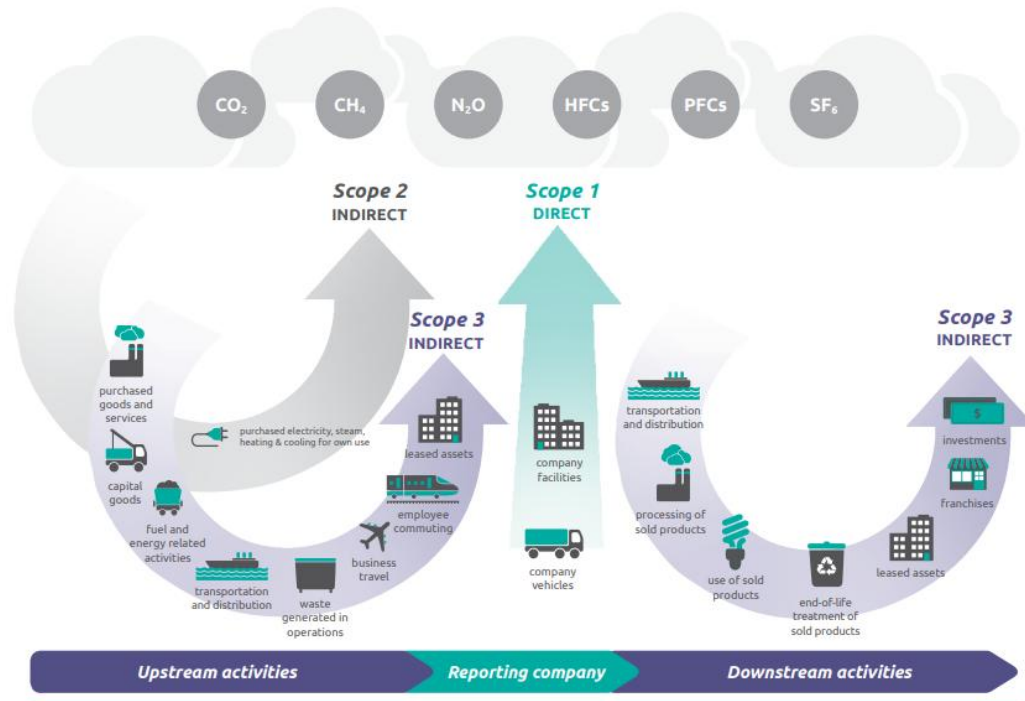 CO₂ CH₄ N₂O HFCs PFCs SF₆
Scope 2
INDIRECT
Scope 1
DIRECT
Scope 3
INDIRECT
Scope 3
INDIRECT
purchased
goods and
services
capital
goods
fuel and
energy related
activities
purchased electricity, steam,
heating & cooling for own use
transportation
and distribution
waste
generated in
operations
business
travel
employee
commuting
leased assets
company
facilities
company
vehicles
transportation
and distribution
processing of
sold products
use of sold
products
end-of-life
treatment of
sold products
leased assets
franchises
$
investments
Upstream activities
Reporting company
Downstream activities